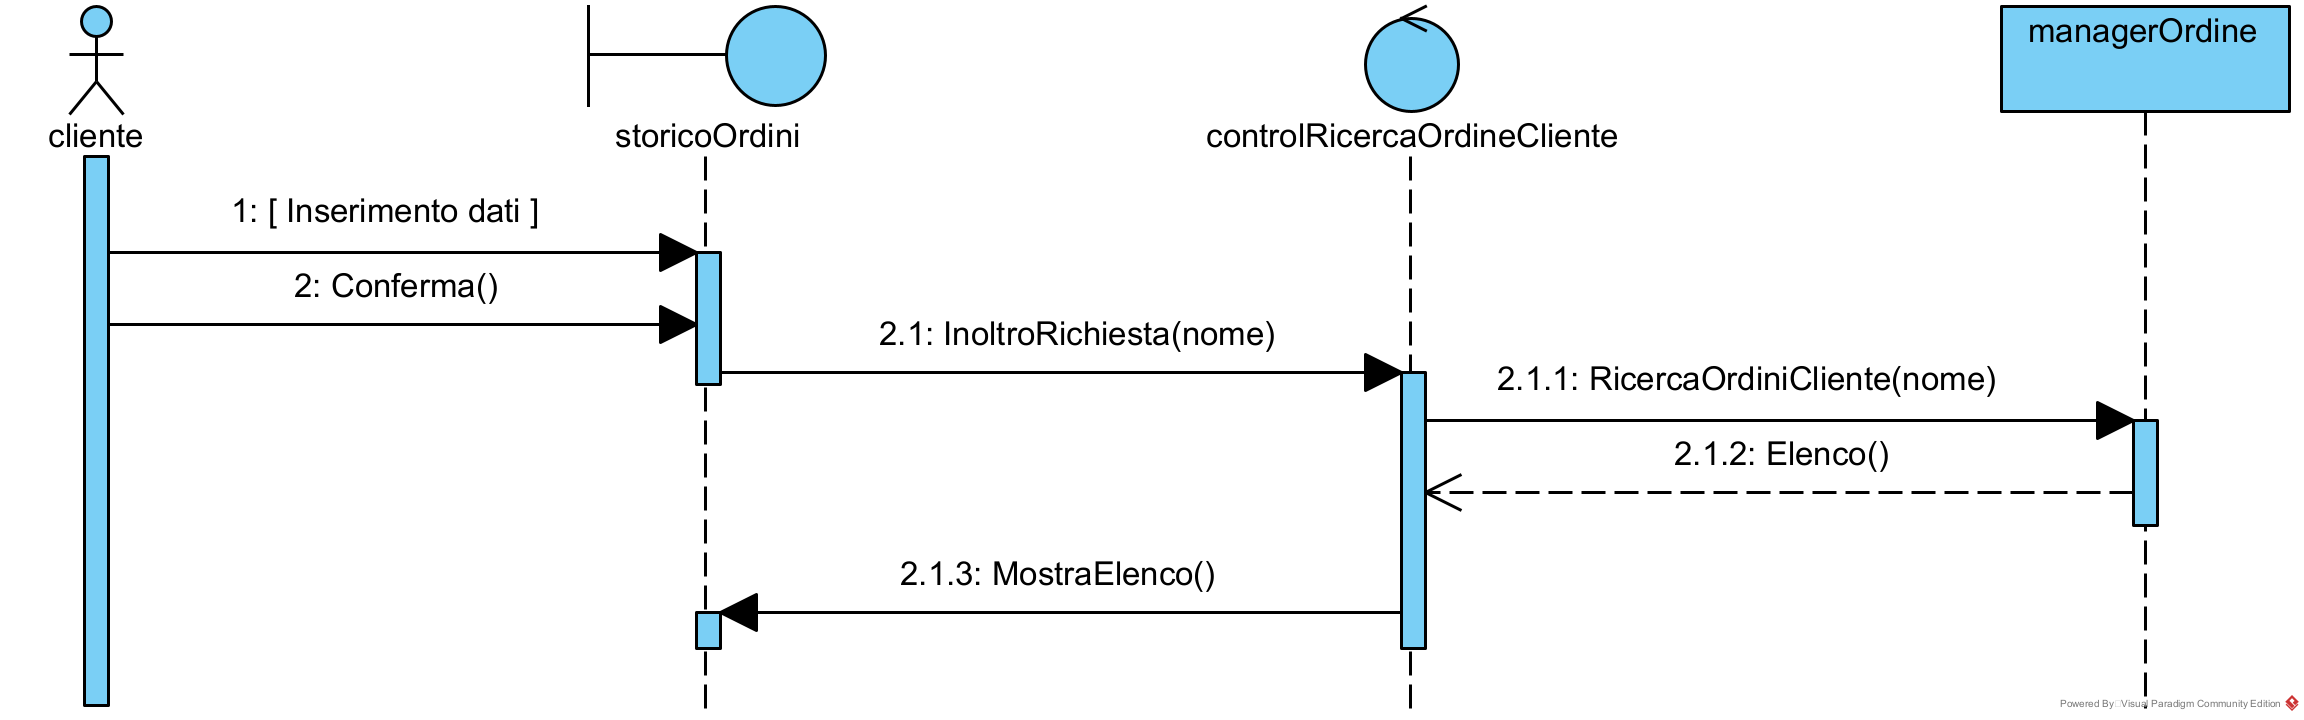 managerOrdine
cliente
storicoOrdini
controlRicercaOrdineCliente
1: [ Inserimento dati ]
2: Conferma()
2.1: InoltroRichiesta(nome)
2.1.1: RicercaOrdiniCliente(nome)
2.1.2: Elenco()
2.1.3: MostraElenco()
Powered By Visual Paradigm Community Edition